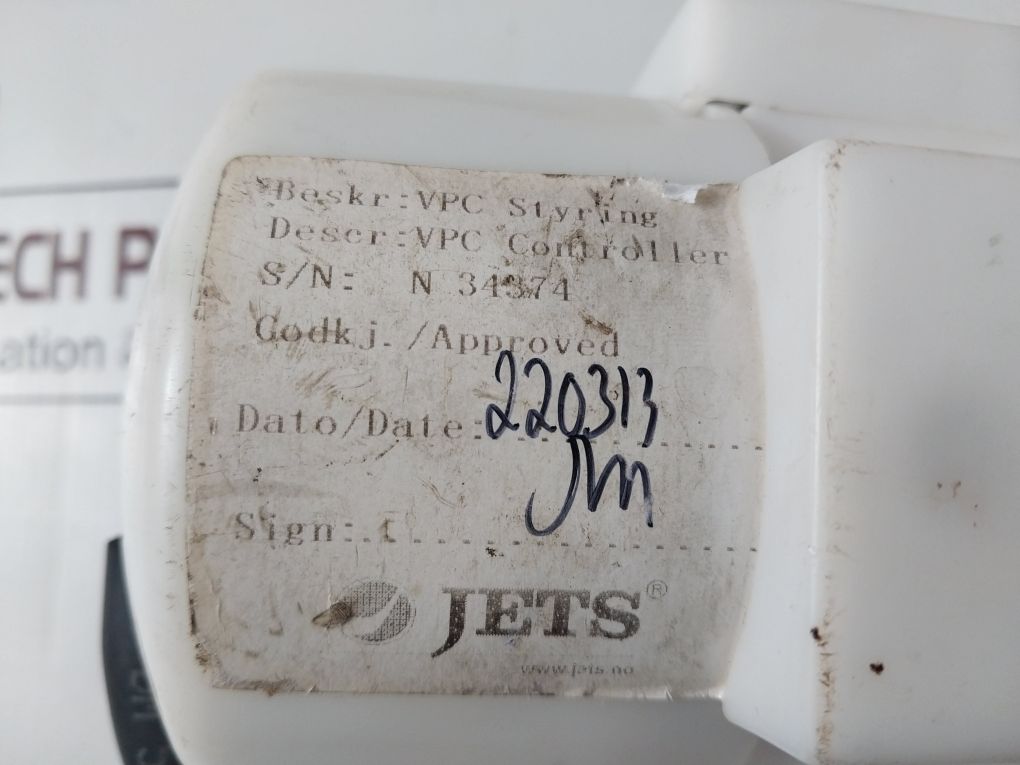 Beskr:VPC Styring
Descr:VPC Controller
S/N: N 34374
Godkj./Approved
Dato/Date: 220313
Sign:
JETS®
www.jets.no
ECH P
ation